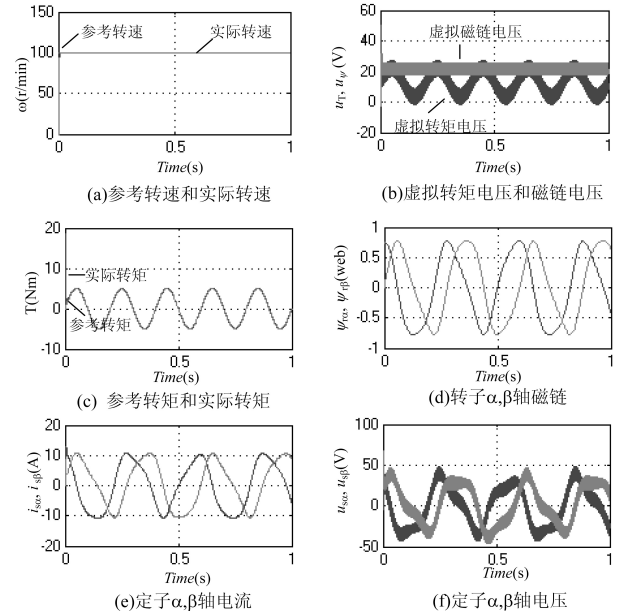 150
100
50
0
ω(r/min)
参考转速
实际转速
0
0.5
1
Time(s)
(a)参考转速和实际转速
60
40
20
0
-20
uT, uψ (V)
虚拟磁链电压
虚拟转矩电压
0
0.5
1
Time(s)
(b)虚拟转矩电压和磁链电压
20
10
0
-10
T(Nm)
实际转矩
参考转矩
0
0.5
1
Time(s)
(c) 参考转矩和实际转矩
1
0.5
0
-0.5
-1
ψrα, ψrβ(web)
0
0.5
1
Time(s)
(d)转子α,β轴磁链
20
10
0
-10
20
isα, isβ(A)
0
0.5
1
Time(s)
(e)定子α,β轴电流
100
50
0
-50
usα, usβ(V)
0
0.5
1
Time(s)
(f)定子α,β轴电压